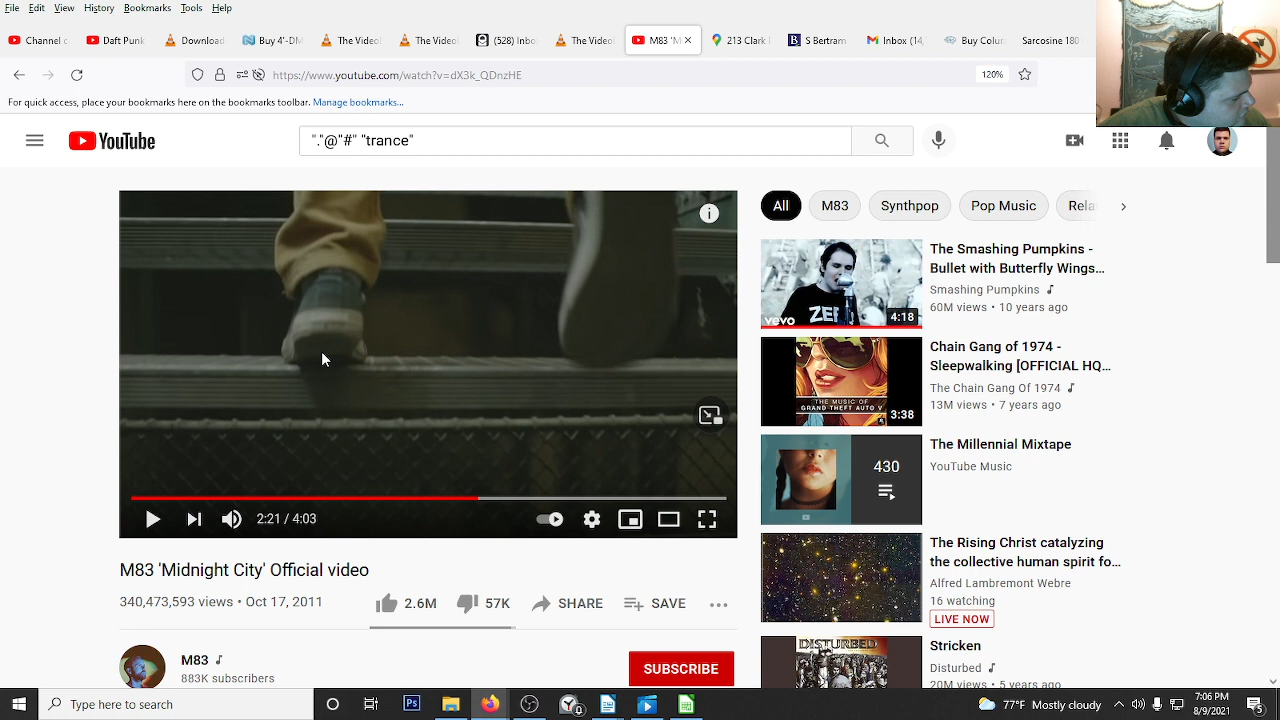 File Edit View History
Channel c
Daft Punk
Download
Buy 4'-DM
The Video
The
(528) Ro
The Video
M83 'M
213 Clark
S Bertram
Inbox (14,
Buy Colu
Sarcosine 180
https://www.youtube.com/watch?v=dX3k_QDnzHE
120%
For quick access, place your bookmarks here on the bookmarks toolbar. Manage bookmarks...
YouTube
"."@"#" "trance"
All
M83
Synthpop
Pop Music
Rela
The Smashing Pumpkins -
Bullet with Butterfly Wings...
Smashing Pumpkins
60M views • 10 years ago
ZE
vevo
4:18
Chain Gang of 1974 -
Sleepwalking [OFFICIAL HQ...
The Chain Gang Of 1974
13M views • 7 years ago
THE MUSIC OF
GRAND THEFT AUTO V
3:38
The Millennial Mixtape
YouTube Music
430
The Rising Christ catalyzing
the collective human spirit fo...
Alfred Lambremont Webre
16 watching
LIVE NOW
Stricken
Disturbed
20M views • 5 years ago
DISTURBED
2:21 / 4:03
M83 'Midnight City' Official video
340,473,593 views • Oct 17, 2011
2.6M
57K
SHARE
SAVE
M83
883K subscribers
SUBSCRIBE
Type here to search
Ps
77°F Mostly cloudy
7:06 PM
8/9/2021